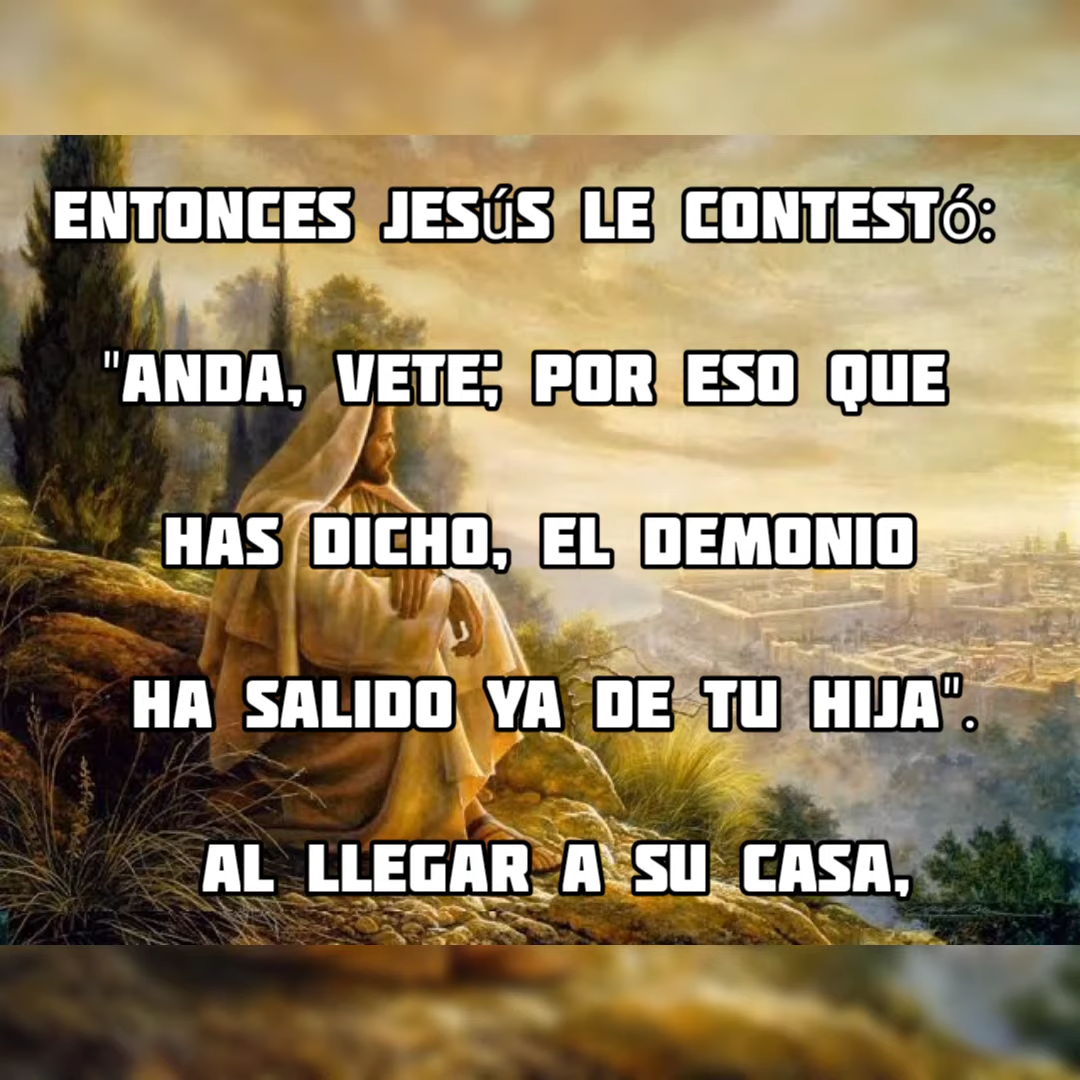 ENTONCES JESúS LE CONTESTó:
"ANDA, VETE; POR ESO QUE
HAS DICHO, EL DEMONIO
HA SALIDO YA DE TU HIJA".
AL LLEGAR A SU CASA,